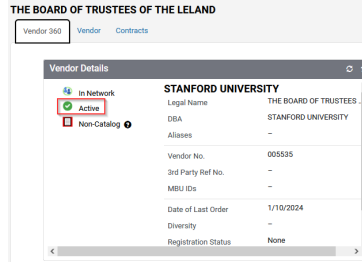 THE BOARD OF TRUSTEES OF THE LELAND
Vendor 360 Vendor Contracts
Vendor Details
In Network
Active
Non-Catalog
STANFORD UNIVERSITY
Legal Name THE BOARD OF TRUSTEES ..
DBA STANFORD UNIVERSITY
Aliases –
Vendor No. 005535
3rd Party Ref No. –
MBU IDs –
Date of Last Order 1/10/2024
Diversity –
Registration Status None